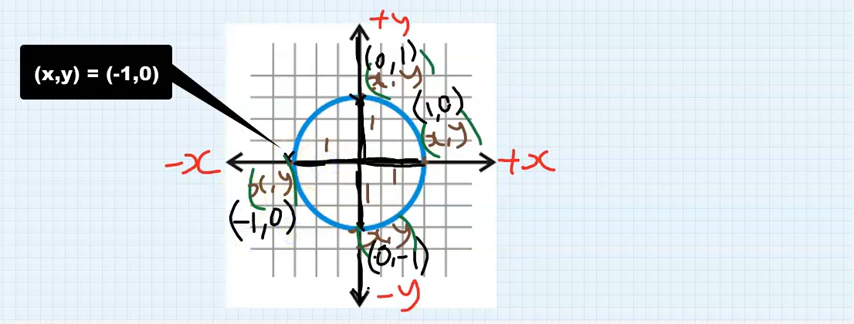 +y
(0,1)
(x,y) = (-1,0)
(x,y)
(1,0)
1
(x,y)
1
-x
+x
(x,y)
1
1
(-1,0)
(x,y)
(0,-1)
-y